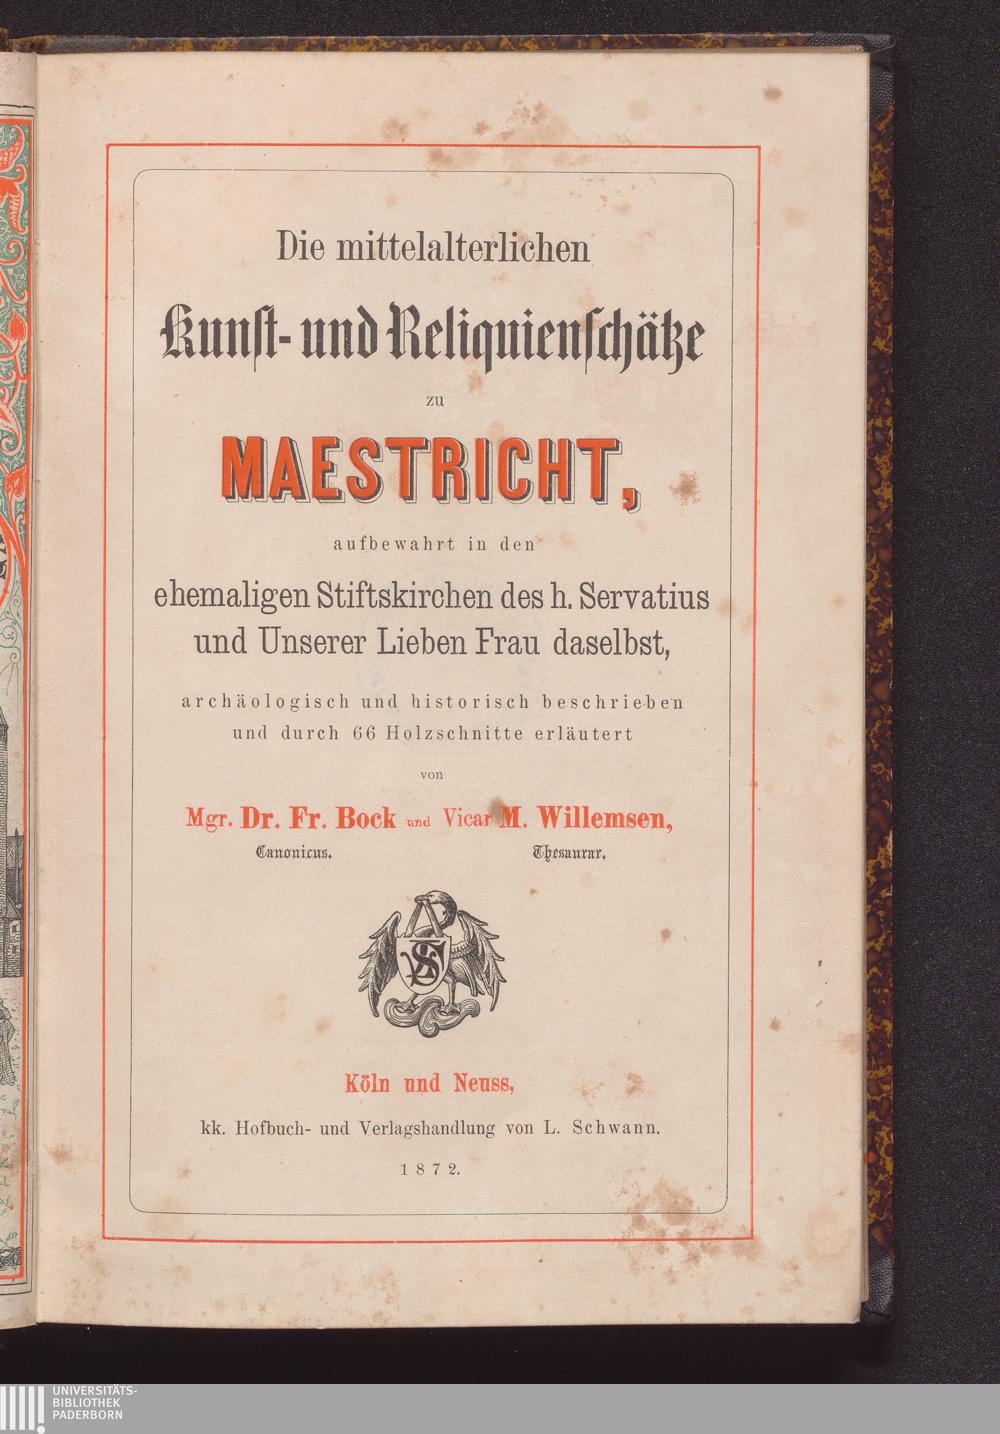 Die mittelalterlichen
Kunſt- und Reliquienſchätze
zu
MAESTRICHT,
aufbewahrt in den
ehemaligen Stiftskirchen des h. Servatius
und Unserer Lieben Frau daselbst,
archäologisch und historisch beschrieben
und durch 66 Holzschnitte erläutert
von
Mgr. Dr. Fr. Bock und Vicar M. Willemsen,
Canonicus. Thesaurar.
Köln und Neuss,
kk. Hofbuch- und Verlagshandlung von L. Schwann.
1872.
UNIVERSITÄTS-
BIBLIOTHEK
PADERBORN